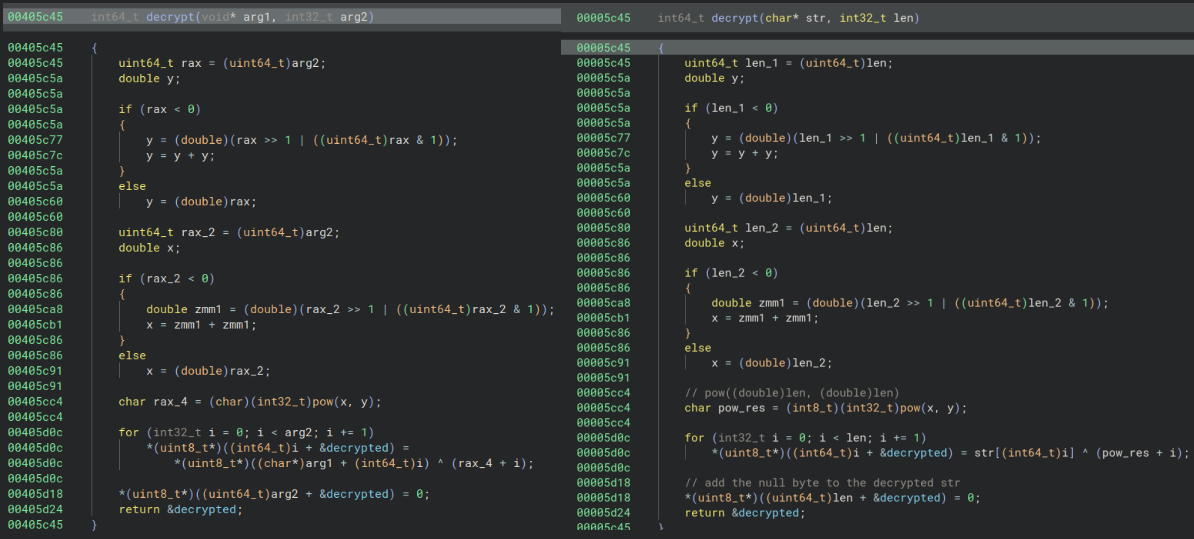 00405c45 int64_t decrypt(void* arg1, int32_t arg2)
00405c45 {
00405c45 uint64_t rax = (uint64_t)arg2;
00405c5a double y;
00405c5a
00405c5a if (rax < 0)
00405c5a {
00405c77 y = (double)(rax >> 1 | ((uint64_t)rax & 1));
00405c7c y = y + y;
00405c5a }
00405c5a else
00405c60 y = (double)rax;
00405c60
00405c80 uint64_t rax_2 = (uint64_t)arg2;
00405c86 double x;
00405c86
00405c86 if (rax_2 < 0)
00405c86 {
00405ca8 double zmm1 = (double)(rax_2 >> 1 | ((uint64_t)rax_2 & 1));
00405cb1 x = zmm1 + zmm1;
00405c86 }
00405c86 else
00405c91 x = (double)rax_2;
00405c91
00405cc4 char rax_4 = (char)(int32_t)pow(x, y);
00405cc4
00405d0c for (int32_t i = 0; i < arg2; i += 1)
00405d0c *(uint8_t*)((int64_t)i + &decrypted) =
00405d0c *(uint8_t*)((char*)arg1 + (int64_t)i) ^ (rax_4 + i);
00405d0c
00405d18 *(uint8_t*)((uint64_t)arg2 + &decrypted) = 0;
00405d24 return &decrypted;
00405c45 }
00005c45 int64_t decrypt(char* str, int32_t len)
00005c45 {
00005c45 uint64_t len_1 = (uint64_t)len;
00005c5a double y;
00005c5a
00005c5a if (len_1 < 0)
00005c5a {
00005c77 y = (double)(len_1 >> 1 | ((uint64_t)len_1 & 1));
00005c7c y = y + y;
00005c5a }
00005c5a else
00005c60 y = (double)len_1;
00005c60
00005c80 uint64_t len_2 = (uint64_t)len;
00005c86 double x;
00005c86
00005c86 if (len_2 < 0)
00005c86 {
00005ca8 double zmm1 = (double)(len_2 >> 1 | ((uint64_t)len_2 & 1));
00005cb1 x = zmm1 + zmm1;
00005c86 }
00005c86 else
00005c91 x = (double)len_2;
00005c91
00005cc4 // pow((double)len, (double)len)
00005cc4 char pow_res = (int8_t)(int32_t)pow(x, y);
00005cc4
00005d0c for (int32_t i = 0; i < len; i += 1)
00005d0c *(uint8_t*)((int64_t)i + &decrypted) = str[(int64_t)i] ^ (pow_res + i);
00005d0c
00005d18 // add the null byte to the decrypted str
00005d18 *(uint8_t*)((uint64_t)len + &decrypted) = 0;
00005d24 return &decrypted;
00005c45 }